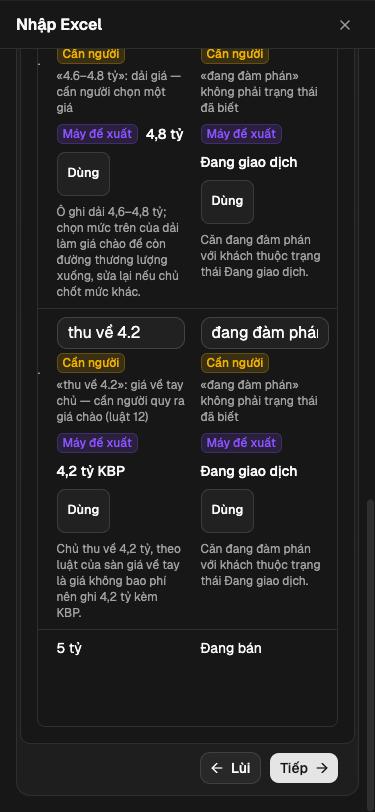 Nhập Excel
Cần người
«4.6–4.8 tỷ»: dải giá —
cần người chọn một
giá
Máy đề xuất 4,8 tỷ
Dùng
Ô ghi dải 4,6–4,8 tỷ;
chọn mức trên của dải
làm giá chào để còn
đường thương lượng
xuống, sửa lại nếu chủ
chốt mức khác.
Cần người
«đang đàm phán»
không phải trạng thái
đã biết
Máy đề xuất
Đang giao dịch
Dùng
Căn đang đàm phán
với khách thuộc trạng
thái Đang giao dịch.
thu về 4.2
Cần người
«thu về 4.2»: giá về tay
chủ — cần người quy ra
giá chào (luật 12)
Máy đề xuất
4,2 tỷ KBP
Dùng
Chủ thu về 4,2 tỷ, theo
luật của sàn giá về tay
là giá không bao phí
nên ghi 4,2 tỷ kèm
KBP.
đang đàm phán
Cần người
«đang đàm phán»
không phải trạng thái
đã biết
Máy đề xuất
Đang giao dịch
Dùng
Căn đang đàm phán
với khách thuộc trạng
thái Đang giao dịch.
5 tỷ
Đang bán
← Lùi
Tiếp →